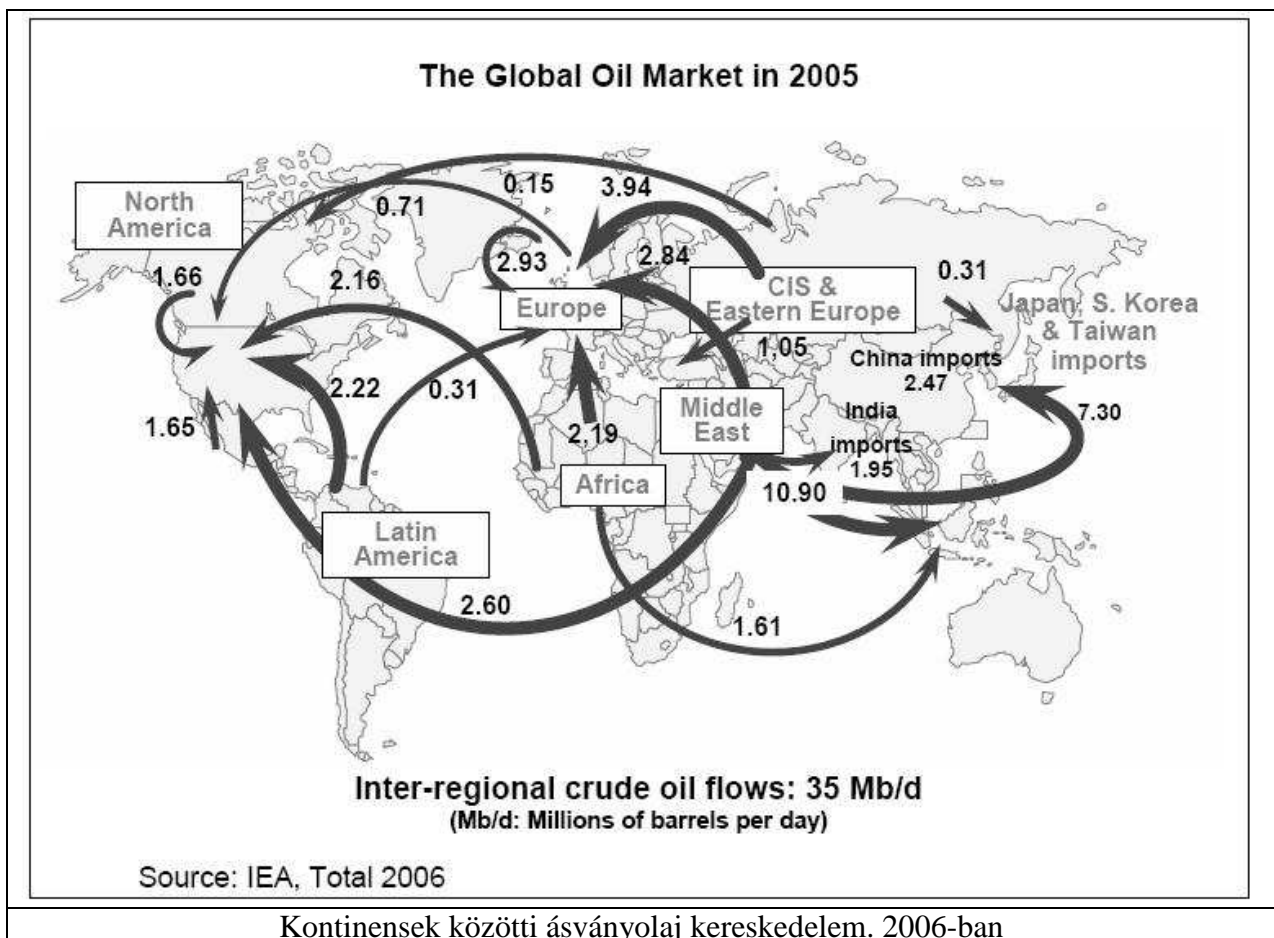 The Global Oil Market in 2005
0.15
3.94
North
America
0.71
2.93
2.84
1.66
2.16
0.31
CIS &
Eastern Europe
Europe
Japan, S. Korea
& Taiwan
imports
1,05
China imports
2.47
2.22
0.31
Middle
East
India
imports
1.95
7.30
1.65
2,19
Africa
10.90
Latin
America
2.60
1.61
Inter-regional crude oil flows: 35 Mb/d
(Mb/d: Millions of barrels per day)
Source: IEA, Total 2006
Kontinensek közötti ásványolaj kereskedelem. 2006-ban